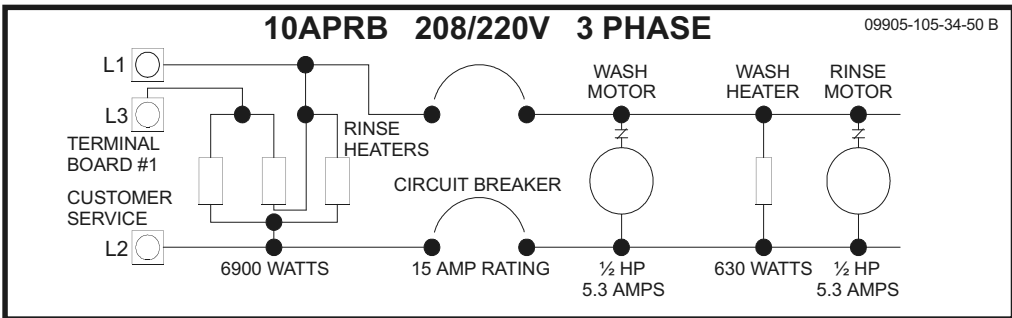 10APRB 208/220V 3 PHASE
09905-105-34-50 B
L1
L3
TERMINAL
BOARD #1
CUSTOMER
SERVICE
L2
RINSE
HEATERS
6900 WATTS
CIRCUIT BREAKER
15 AMP RATING
WASH
MOTOR
½ HP
5.3 AMPS
WASH
HEATER
630 WATTS
RINSE
MOTOR
½ HP
5.3 AMPS